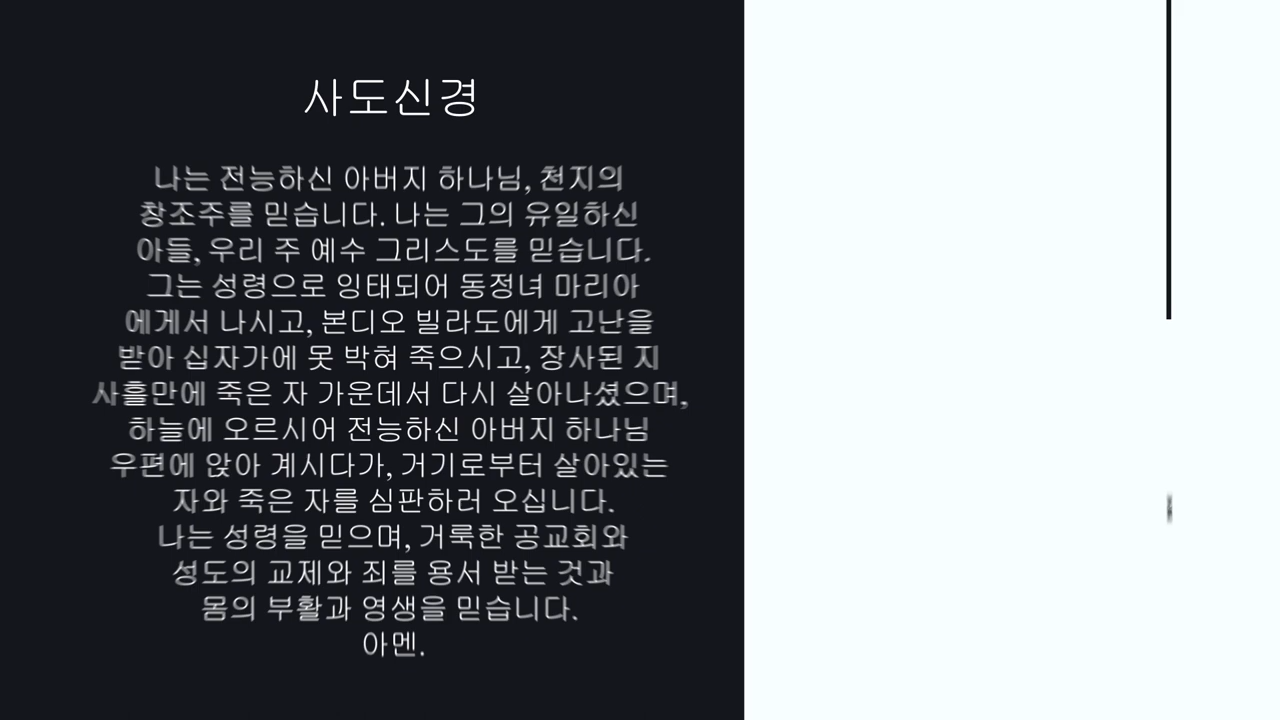 사도신경
나는 전능하신 아버지 하나님, 천지의
창조주를 믿습니다. 나는 그의 유일하신
아들, 우리 주 예수 그리스도를 믿습니다.
그는 성령으로 잉태되어 동정녀 마리아
에게서 나시고, 본디오 빌라도에게 고난을
받아 십자가에 못 박혀 죽으시고, 장사된 지
사흘만에 죽은 자 가운데서 다시 살아나셨으며,
하늘에 오르시어 전능하신 아버지 하나님
우편에 앉아 계시다가, 거기로부터 살아있는
자와 죽은 자를 심판하러 오십니다.
나는 성령을 믿으며, 거룩한 공교회와
성도의 교제와 죄를 용서 받는 것과
몸의 부활과 영생을 믿습니다.
아멘.